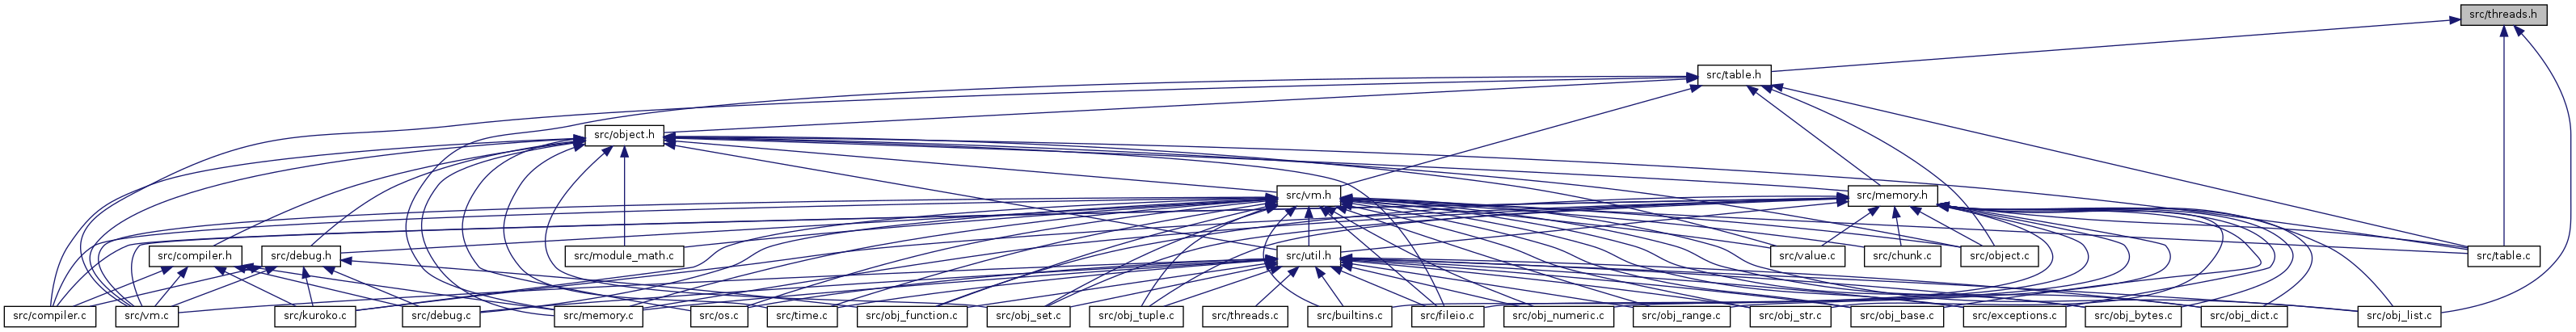 src/threads.h
src/table.h
src/object.h
src/vm.h
src/memory.h
src/compiler.h
src/debug.h
src/module_math.c
src/util.h
src/value.c
src/chunk.c
src/object.c
src/table.c
src/compiler.c
src/vm.c
src/kuroko.c
src/debug.c
src/memory.c
src/os.c
src/time.c
src/obj_function.c
src/obj_set.c
src/obj_tuple.c
src/threads.c
src/builtins.c
src/fileio.c
src/obj_numeric.c
src/obj_range.c
src/obj_str.c
src/obj_base.c
src/exceptions.c
src/obj_bytes.c
src/obj_dict.c
src/obj_list.c